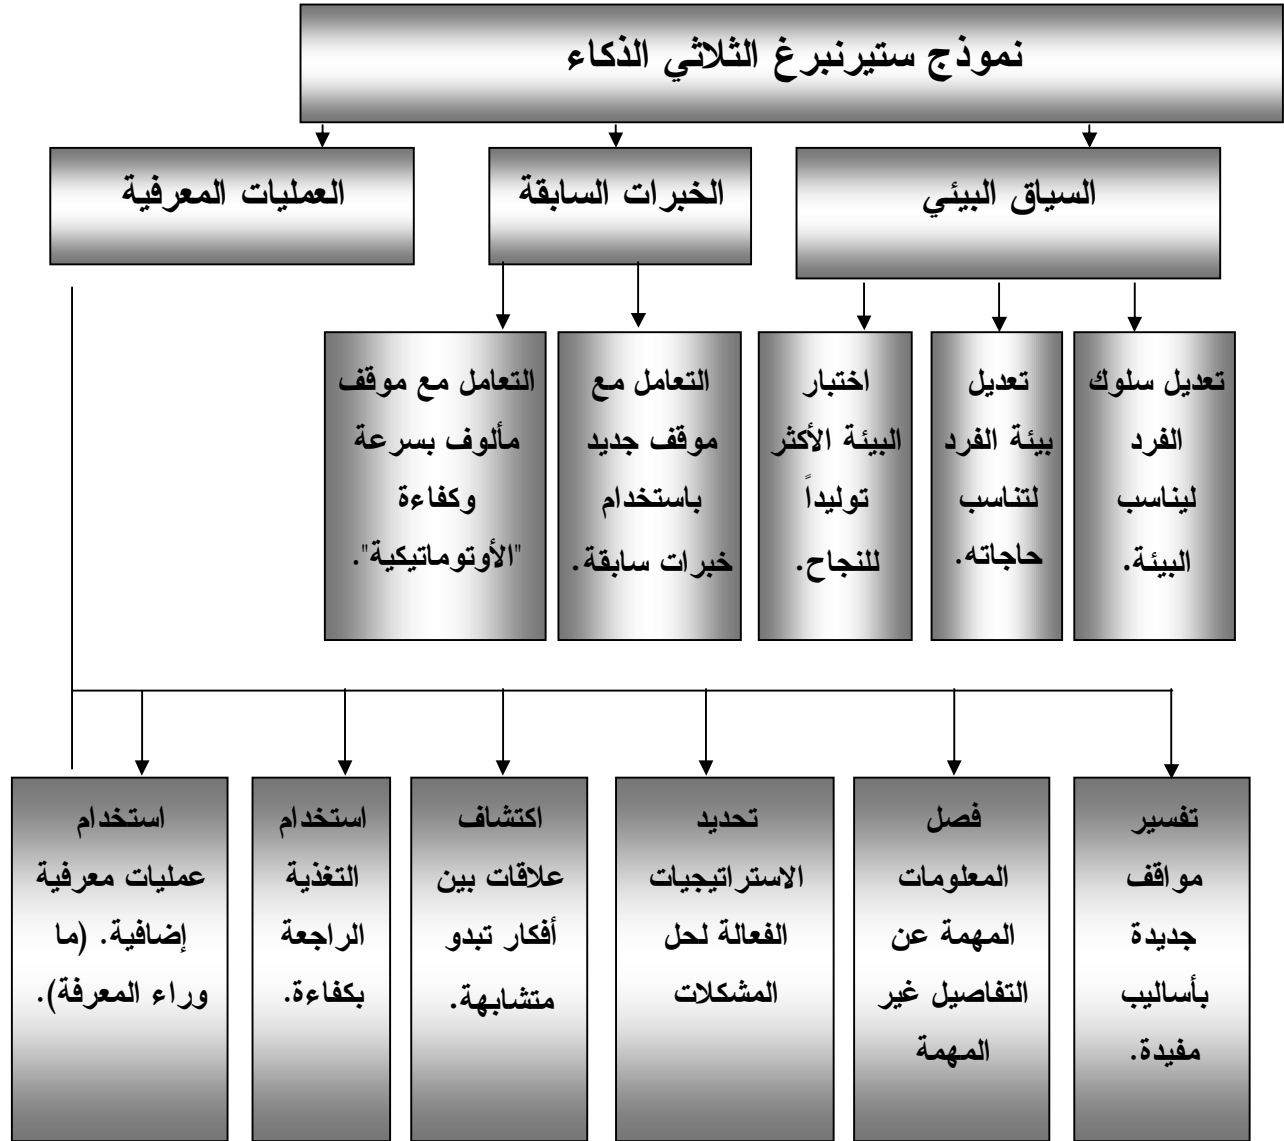 نموذج ستيرنبرغ الثلاثي الذكاء
السياق البيئي
الخبرات السابقة
العمليات المعرفية
تعديل سلوك
الفرد
ليناسب
البيئة.
تعديل
بيئة الفرد
لتناسب
حاجاته.
اختبار
البيئة الأكثر
توليداً
للنجاح.
التعامل مع
موقف جديد
باستخدام
خبرات سابقة.
التعامل مع موقف
مألوف بسرعة
وكفاءة
"الأوتوماتيكية".
تفسير
مواقف
جديدة
بأساليب
مفيدة.
فصل
المعلومات
المهمة عن
التفاصيل غير
المهمة
تحديد
الاستراتيجيات
الفعالة لحل
المشكلات
اكتشاف
علاقات بين
أفكار تبدو
متشابهة.
استخدام
التغذية
الراجعة
بكفاءة.
استخدام
عمليات معرفية
إضافية. (ما
وراء المعرفة).